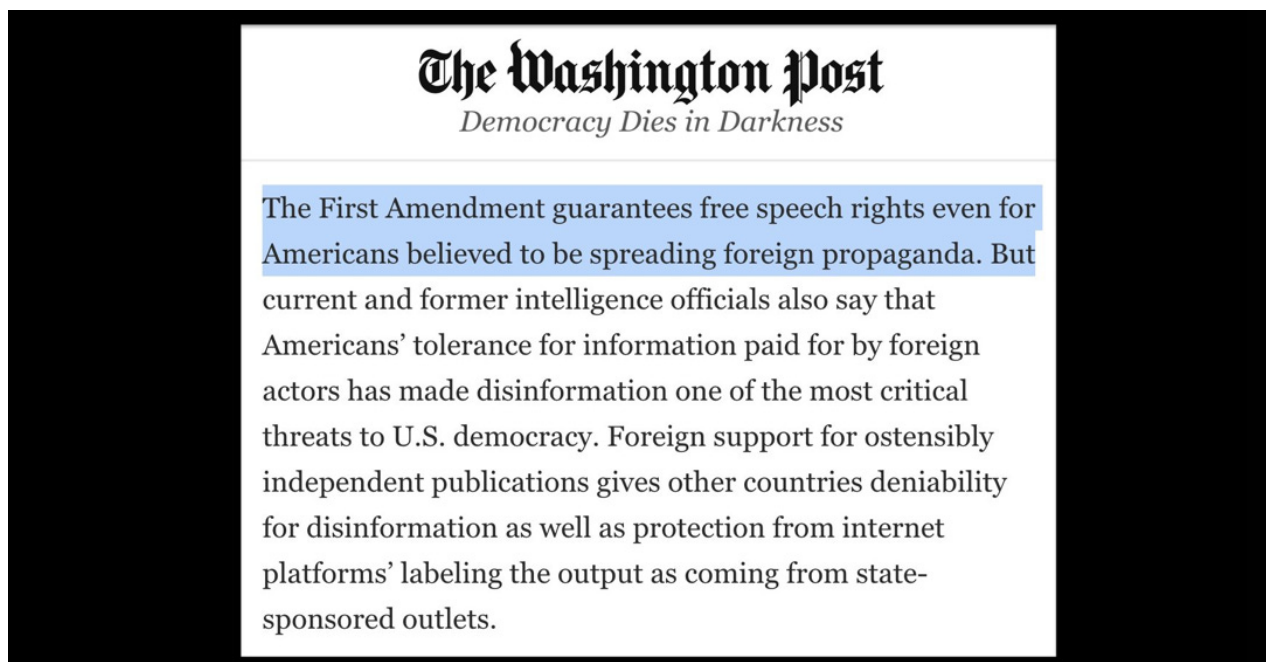 The Washington Post
Democracy Dies in Darkness
The First Amendment guarantees free speech rights even for
Americans believed to be spreading foreign propaganda. But
current and former intelligence officials also say that
Americans’ tolerance for information paid for by foreign
actors has made disinformation one of the most critical
threats to U.S. democracy. Foreign support for ostensibly
independent publications gives other countries deniability
for disinformation as well as protection from internet
platforms’ labeling the output as coming from state-
sponsored outlets.